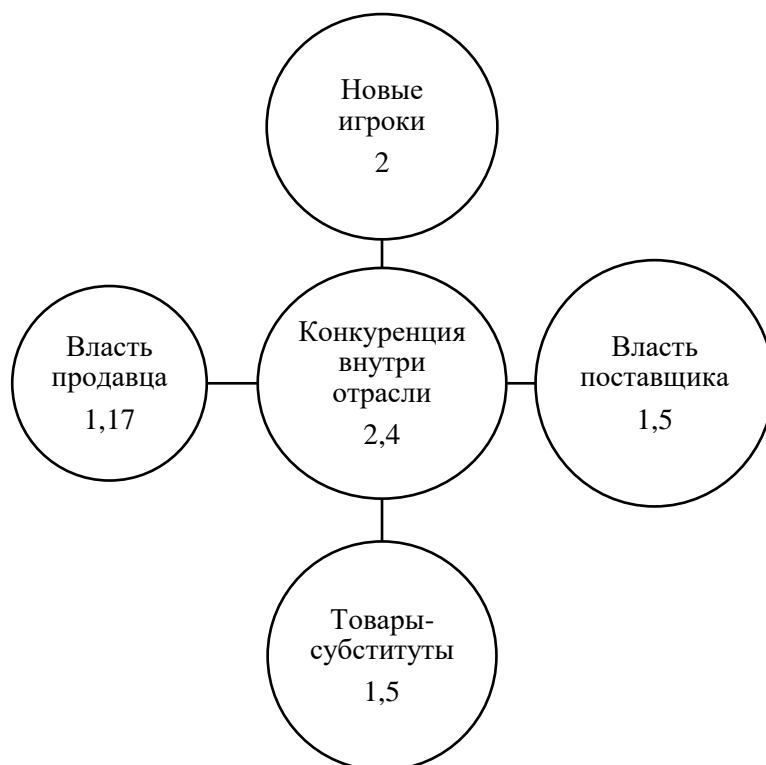 Новые
игроки
2
Власть
продавца
1,17
Конкуренция
внутри
отрасли
2,4
Власть
поставщика
1,5
Товары-
субституты
1,5